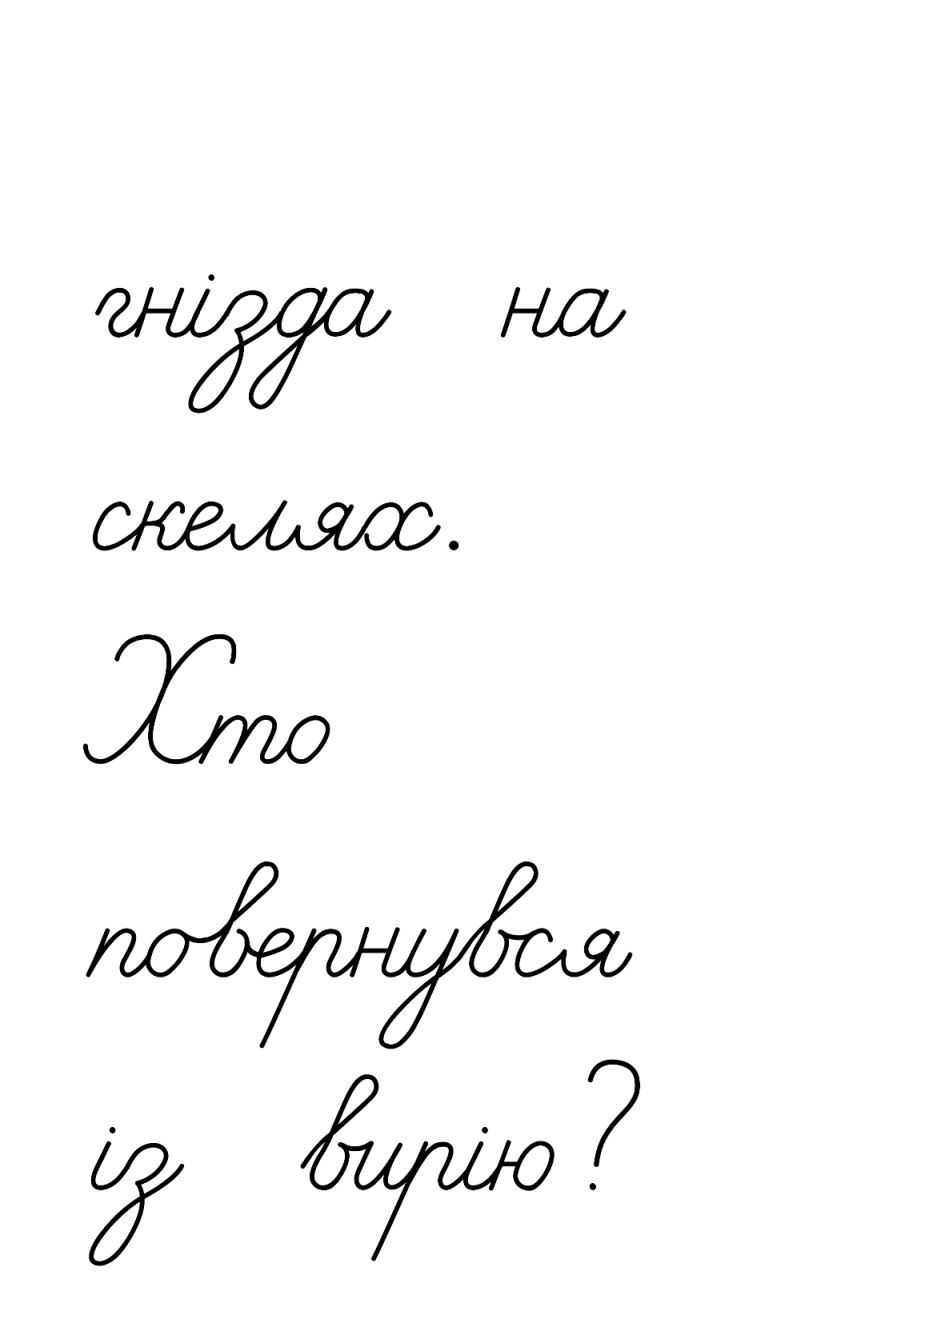 гнізда на
скелях.
Хто
повернувся
із вирію?